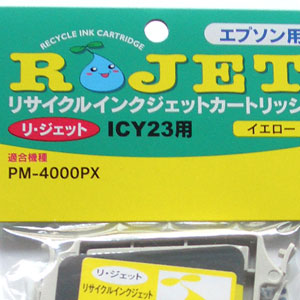 RECYCLE INK CARTRIDGE
エプソン用
R JET
リサイクルインクジェットカートリッジ
リ・ジェット ICY23用 イエロー
適合機種
PM-4000PX
リ・ジェット
リサイクルインクジェット